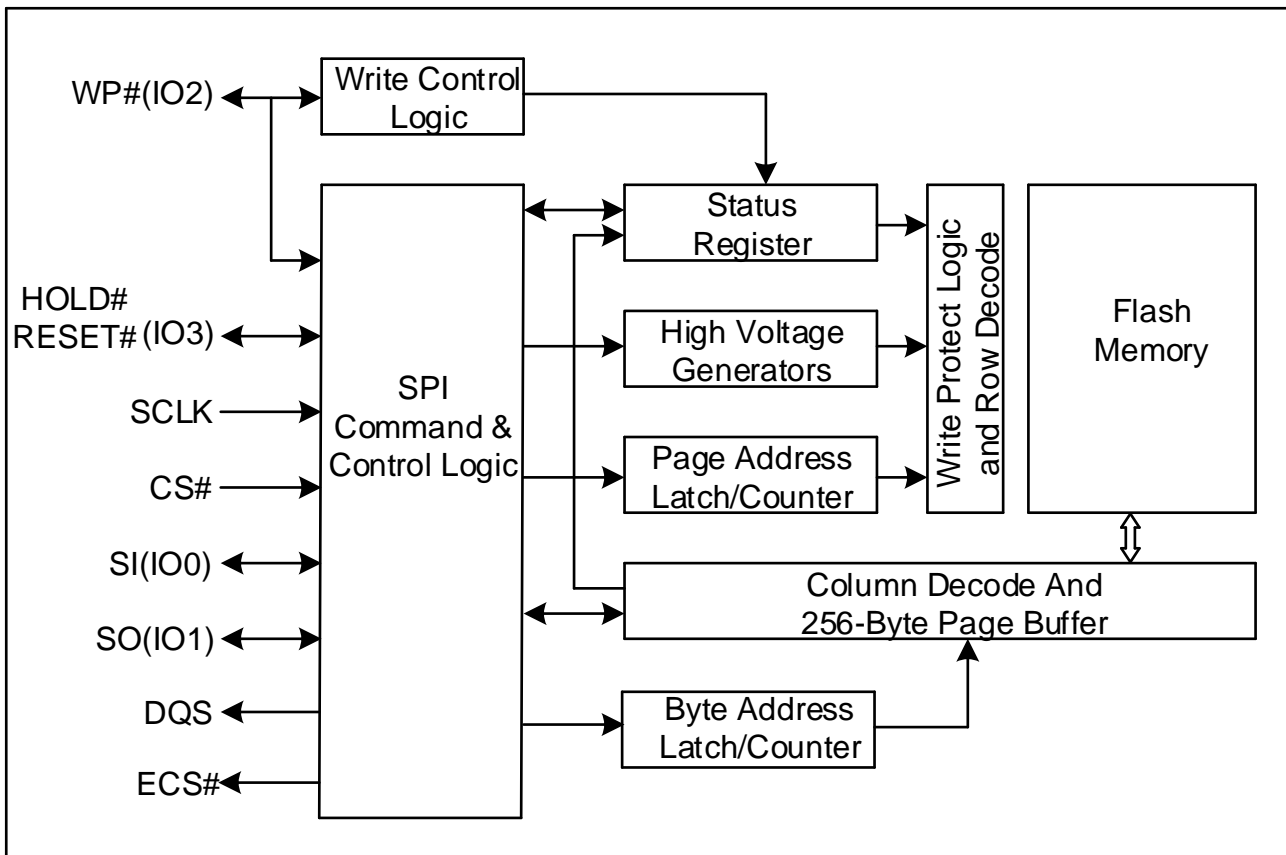 WP#(IO2)
Write Control
Logic
Status
Register
Write Protect Logic
and Row Decode
Flash
Memory
HOLD#
RESET# (IO3)
High Voltage
Generators
SPI
Command &
Control Logic
SCLK
Page Address
Latch/Counter
CS#
SI(IO0)
Column Decode And
256-Byte Page Buffer
SO(IO1)
DQS
Byte Address
Latch/Counter
ECS#